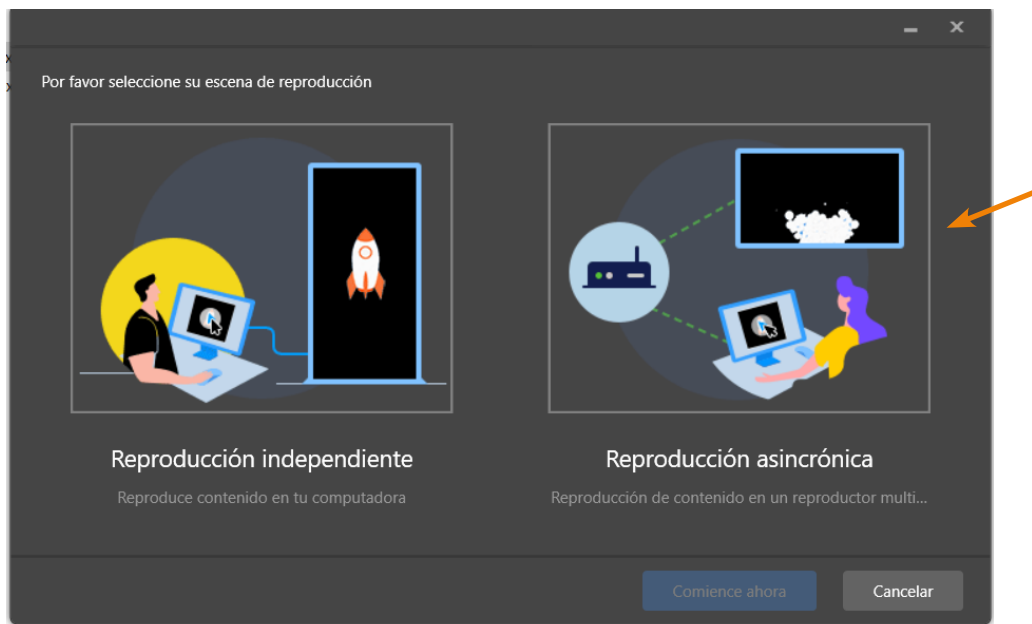 Por favor seleccione su escena de reproducción
Reproducción independiente
Reproduce contenido en tu computadora
Reproducción asincrónica
Reproducción de contenido en un reproductor multi...
Comience ahora
Cancelar